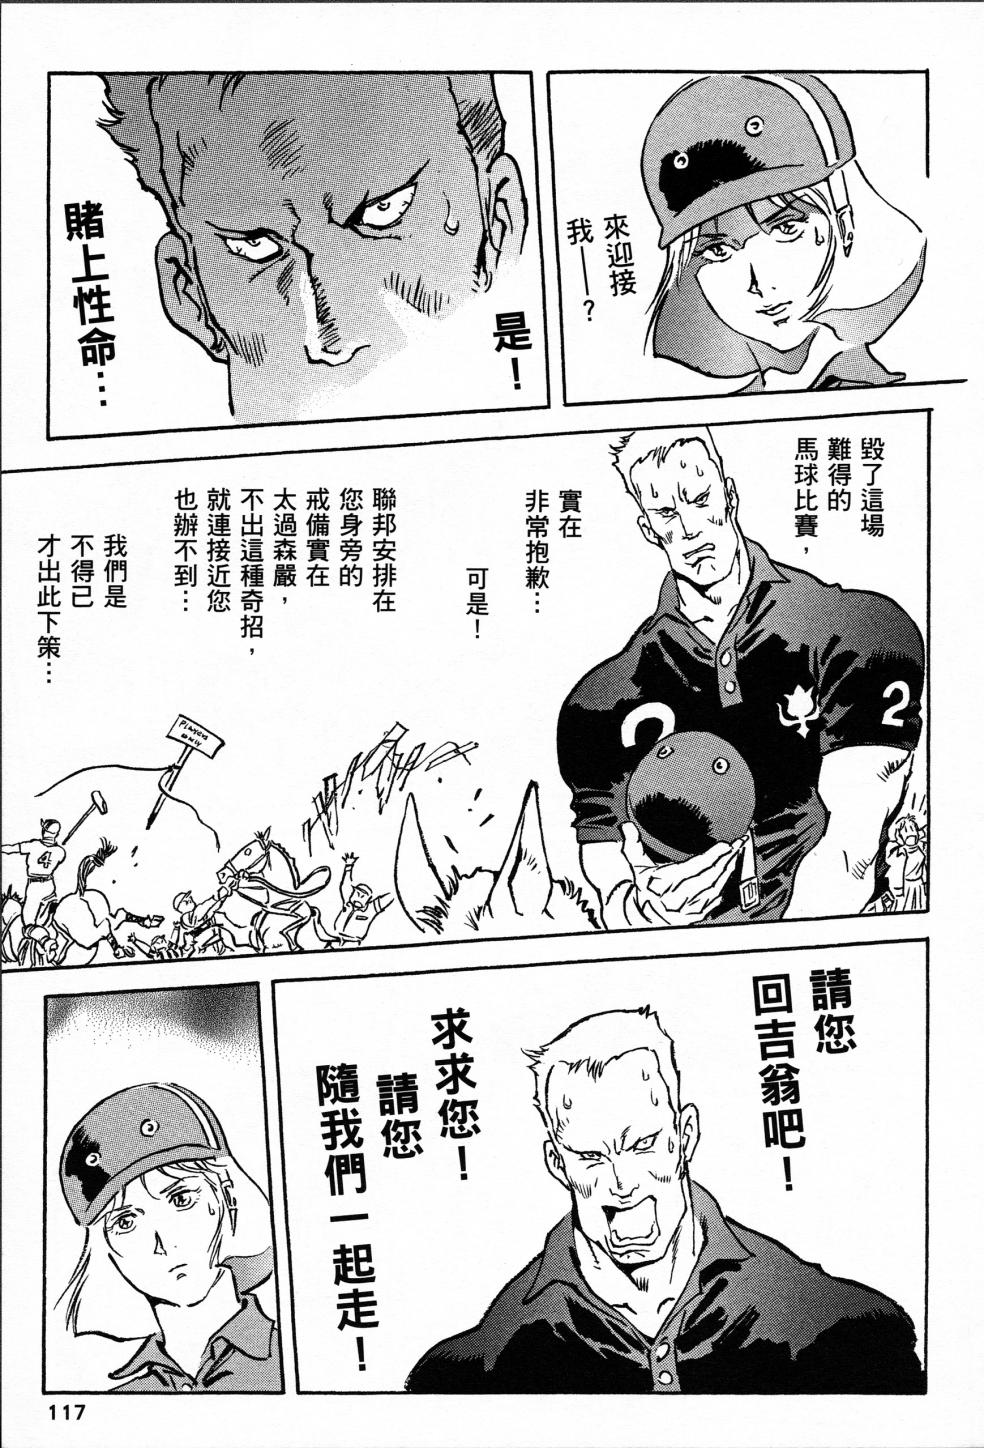 來迎接
我——？
是！
賭上性命…
毀了這場
難得的
馬球比賽，
實在
非常抱歉…
可是！
聯邦安排在
您身旁的
戒備實在
太過森嚴，
不出這種奇招，
就連接近您
也辦不到…
我們是
不得已
才出此下策…
2
2
Players
only
4
請您
回吉翁吧！
求求您！
請您
隨我們一起走！
117